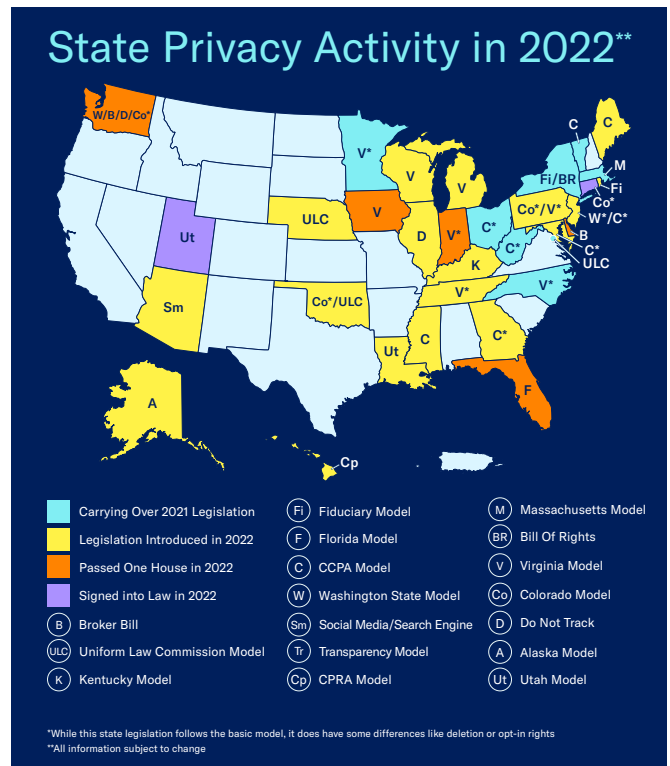 State Privacy Activity in 2022**
W/B/D/Co*
V*
V
V
C
C
Fi/BR
M
Fi
Co*
W*/C*
B
C*
ULC
ULC
V
D
V*
C*
Co*/V*
C*
K
Ut
Sm
Co*/ULC
V*
V*
Ut
C
C*
F
A
Cp
Carrying Over 2021 Legislation
Legislation Introduced in 2022
Passed One House in 2022
Signed into Law in 2022
B Broker Bill
ULC Uniform Law Commission Model
K Kentucky Model
Fi Fiduciary Model
F Florida Model
C CCPA Model
W Washington State Model
Sm Social Media/Search Engine
Tr Transparency Model
Cp CPRA Model
M Massachusetts Model
BR Bill Of Rights
V Virginia Model
Co Colorado Model
D Do Not Track
A Alaska Model
Ut Utah Model
*While this state legislation follows the basic model, it does have some differences like deletion or opt-in rights
**All information subject to change